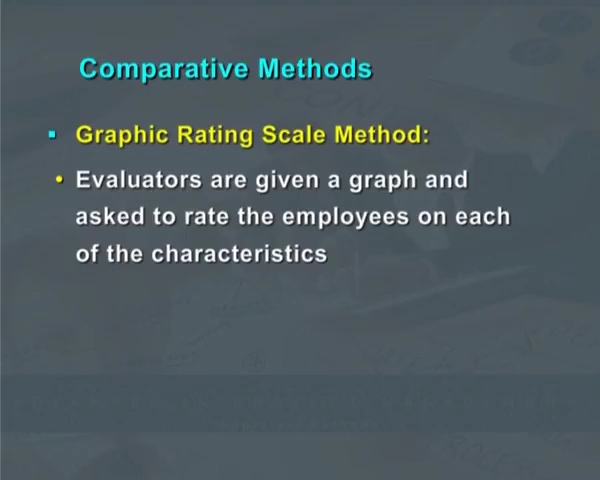 Comparative Methods
▪ Graphic Rating Scale Method:
• Evaluators are given a graph and
asked to rate the employees on each
of the characteristics